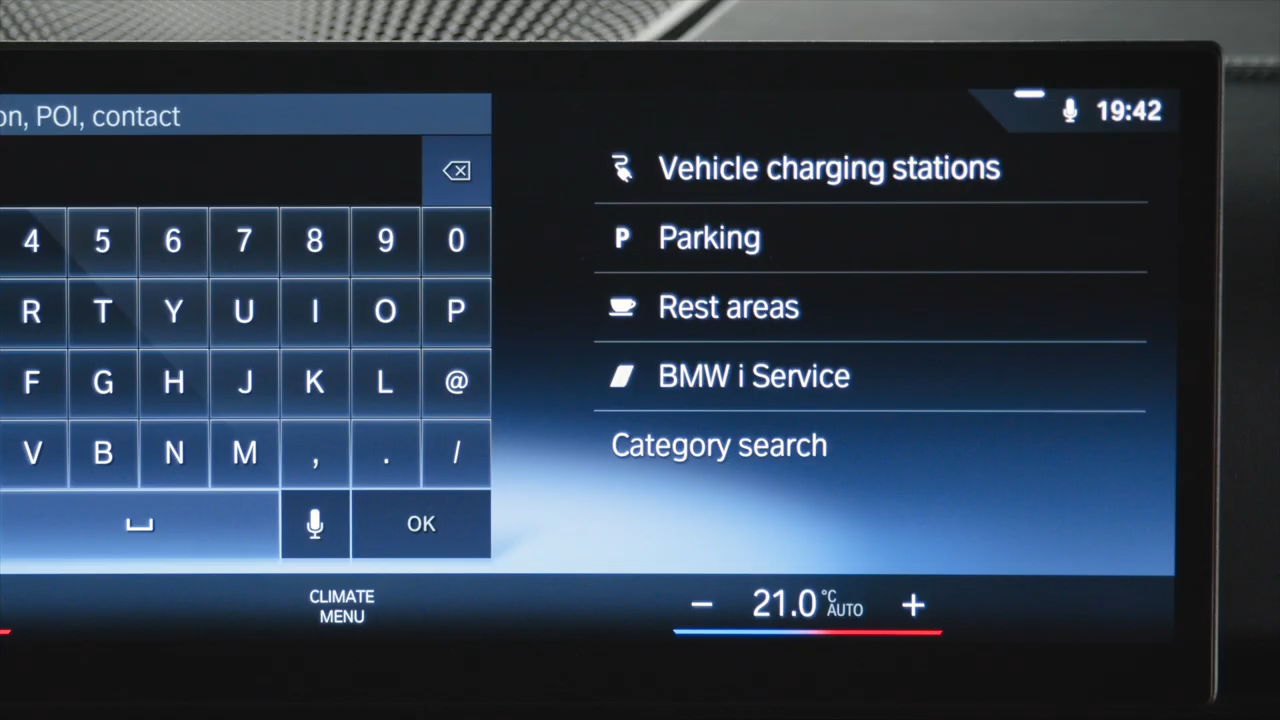 on, POI, contact
19:42
4 5 6 7 8 9 0
R T Y U I O P
F G H J K L @
V B N M , . /
OK
Vehicle charging stations
P Parking
Rest areas
BMW i Service
Category search
CLIMATE
MENU
− 21.0 °C AUTO +